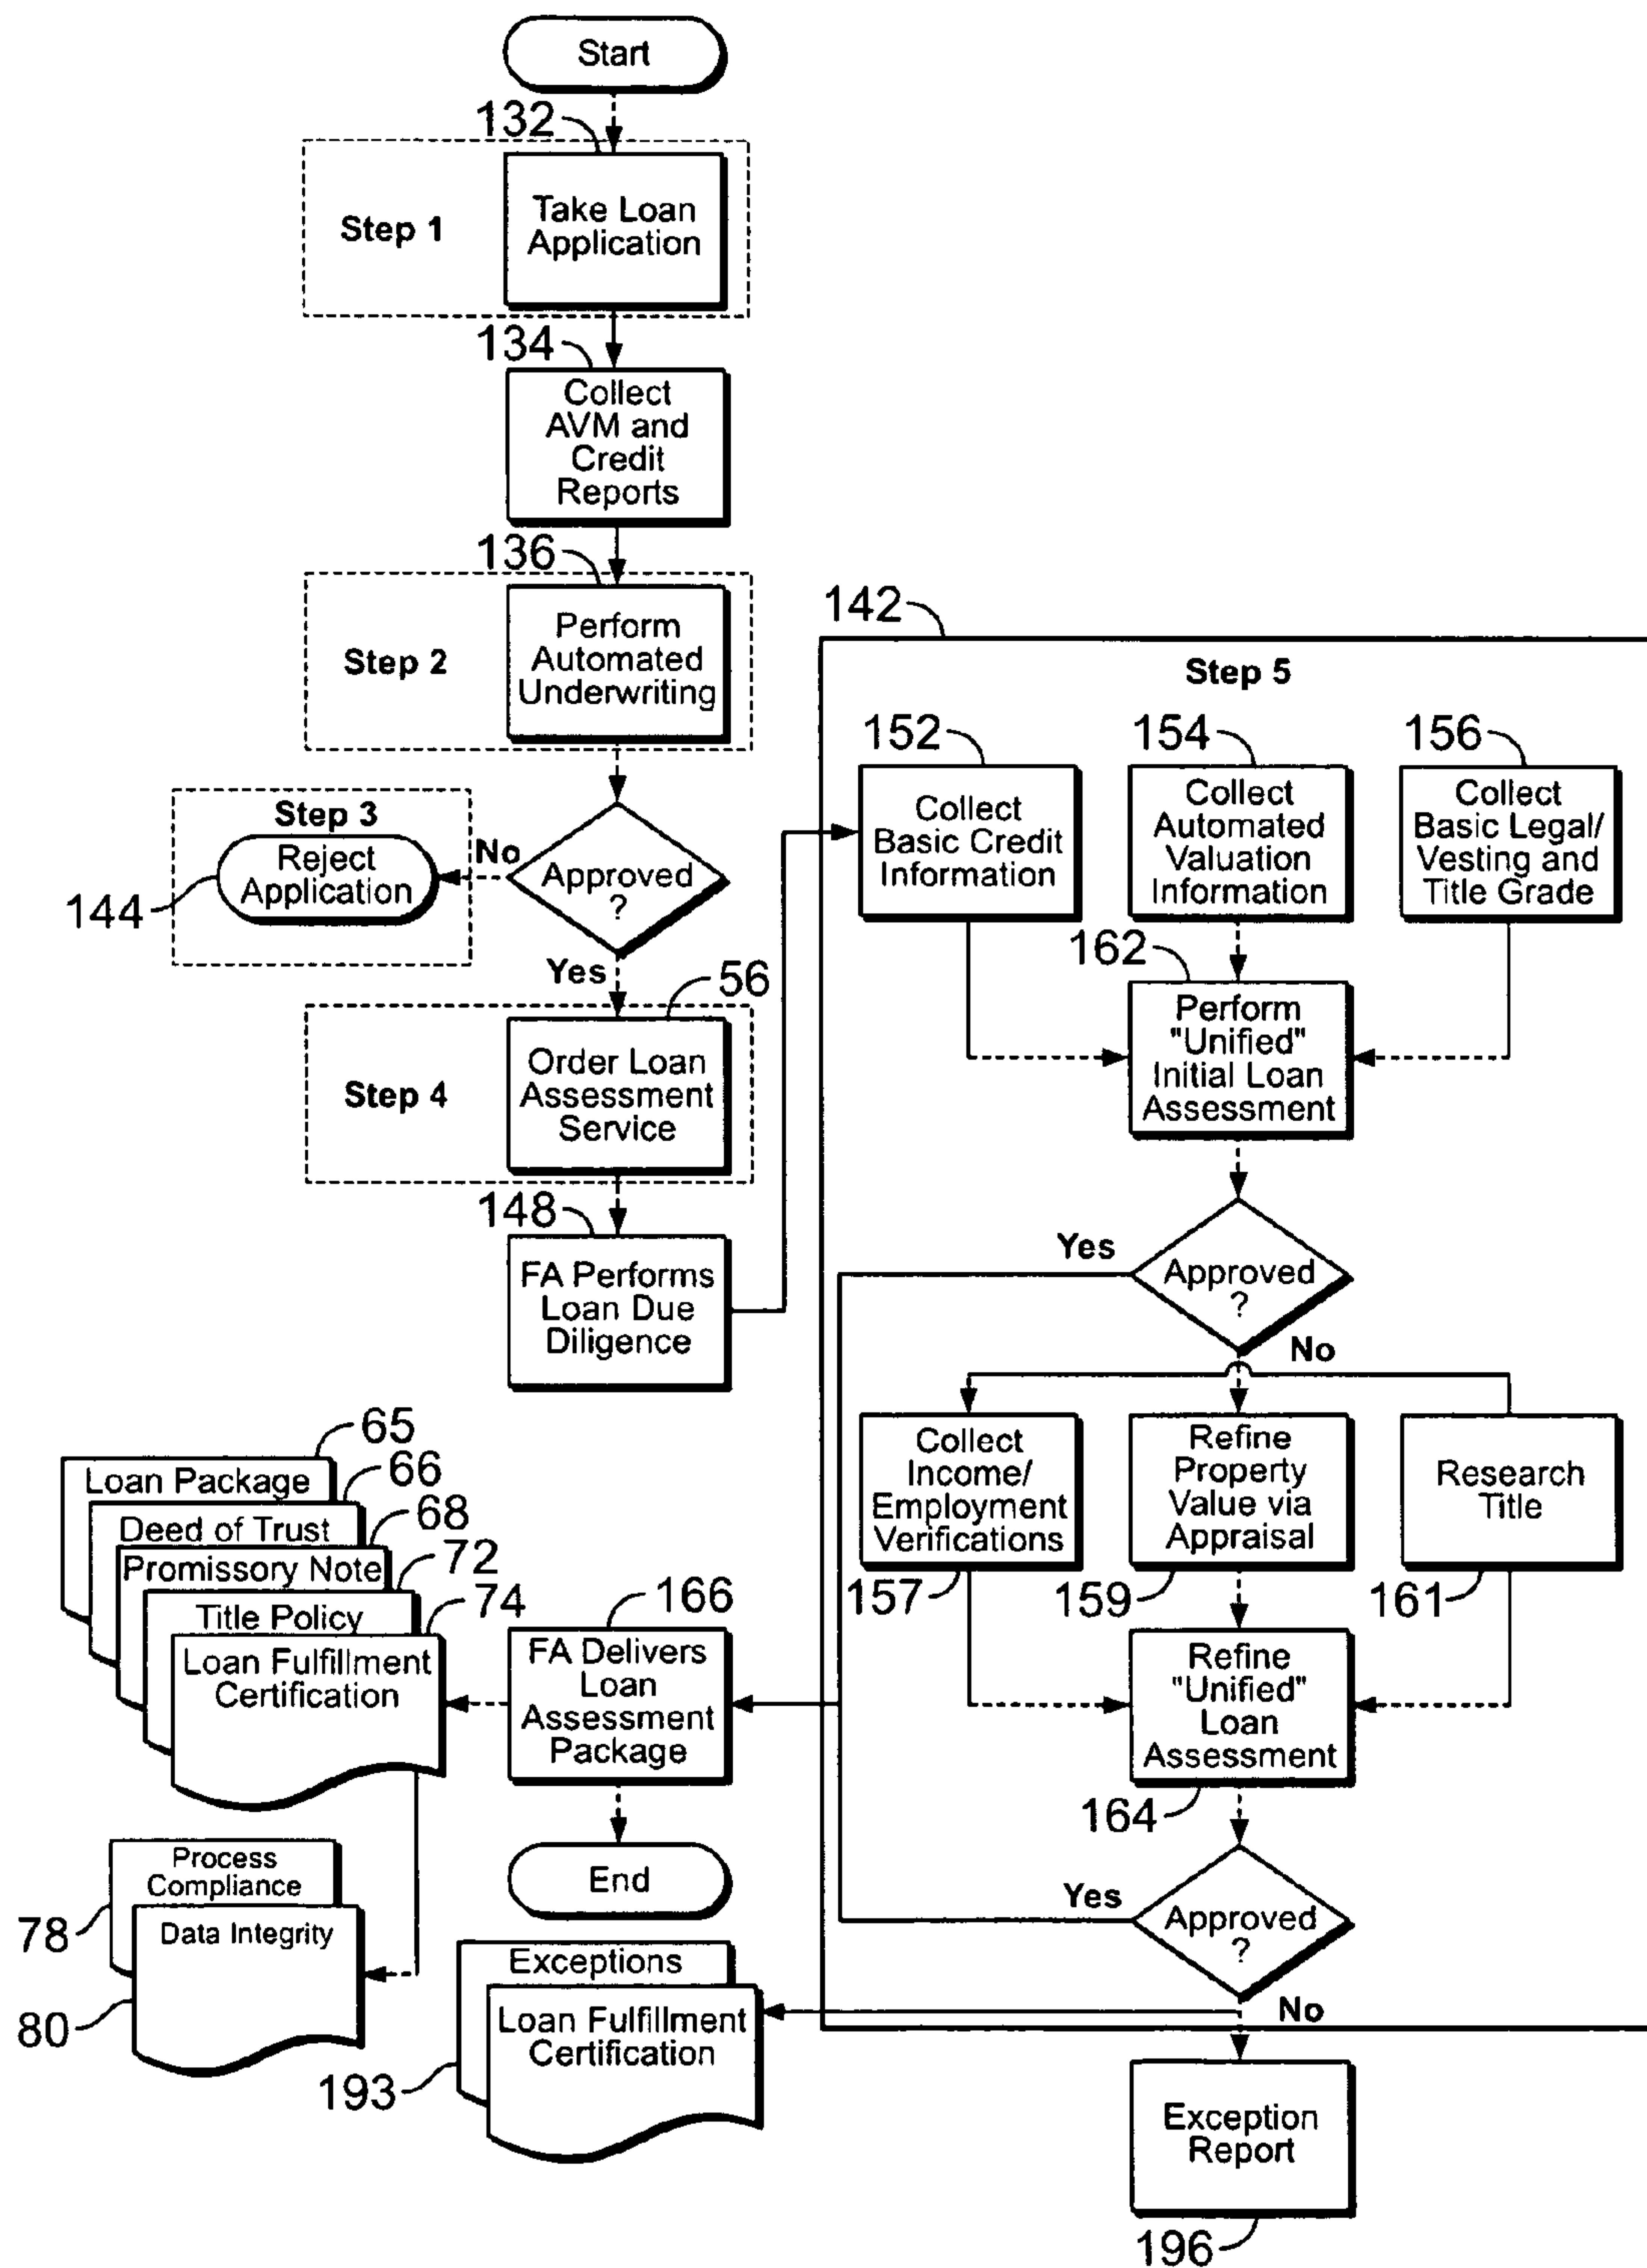 Start
132
Step 1
Take Loan
Application
134
Collect
AVM and
Credit
Reports
136
Step 2
Perform
Automated
Underwriting
Step 3
Reject
Application
144
No
Approved
?
Yes
56
Step 4
Order Loan
Assessment
Service
148
FA Performs
Loan Due
Diligence
142
Step 5
152
Collect
Basic Credit
Information
154
Collect
Automated
Valuation
Information
156
Collect
Basic Legal/
Vesting and
Title Grade
162
Perform
"Unified"
Initial Loan
Assessment
Yes
Approved
?
No
Collect
Income/
Employment
Verifications
157
Refine
Property
Value via
Appraisal
159
Research
Title
161
Refine
"Unified"
Loan
Assessment
164
Yes
Approved
?
No
65
Loan Package
66
Deed of Trust
68
Promissory Note
72
Title Policy
74
Loan Fulfillment
Certification
166
FA Delivers
Loan
Assessment
Package
End
Process
Compliance
78
Data Integrity
80
Exceptions
Loan Fulfillment
Certification
193
Exception
Report
196